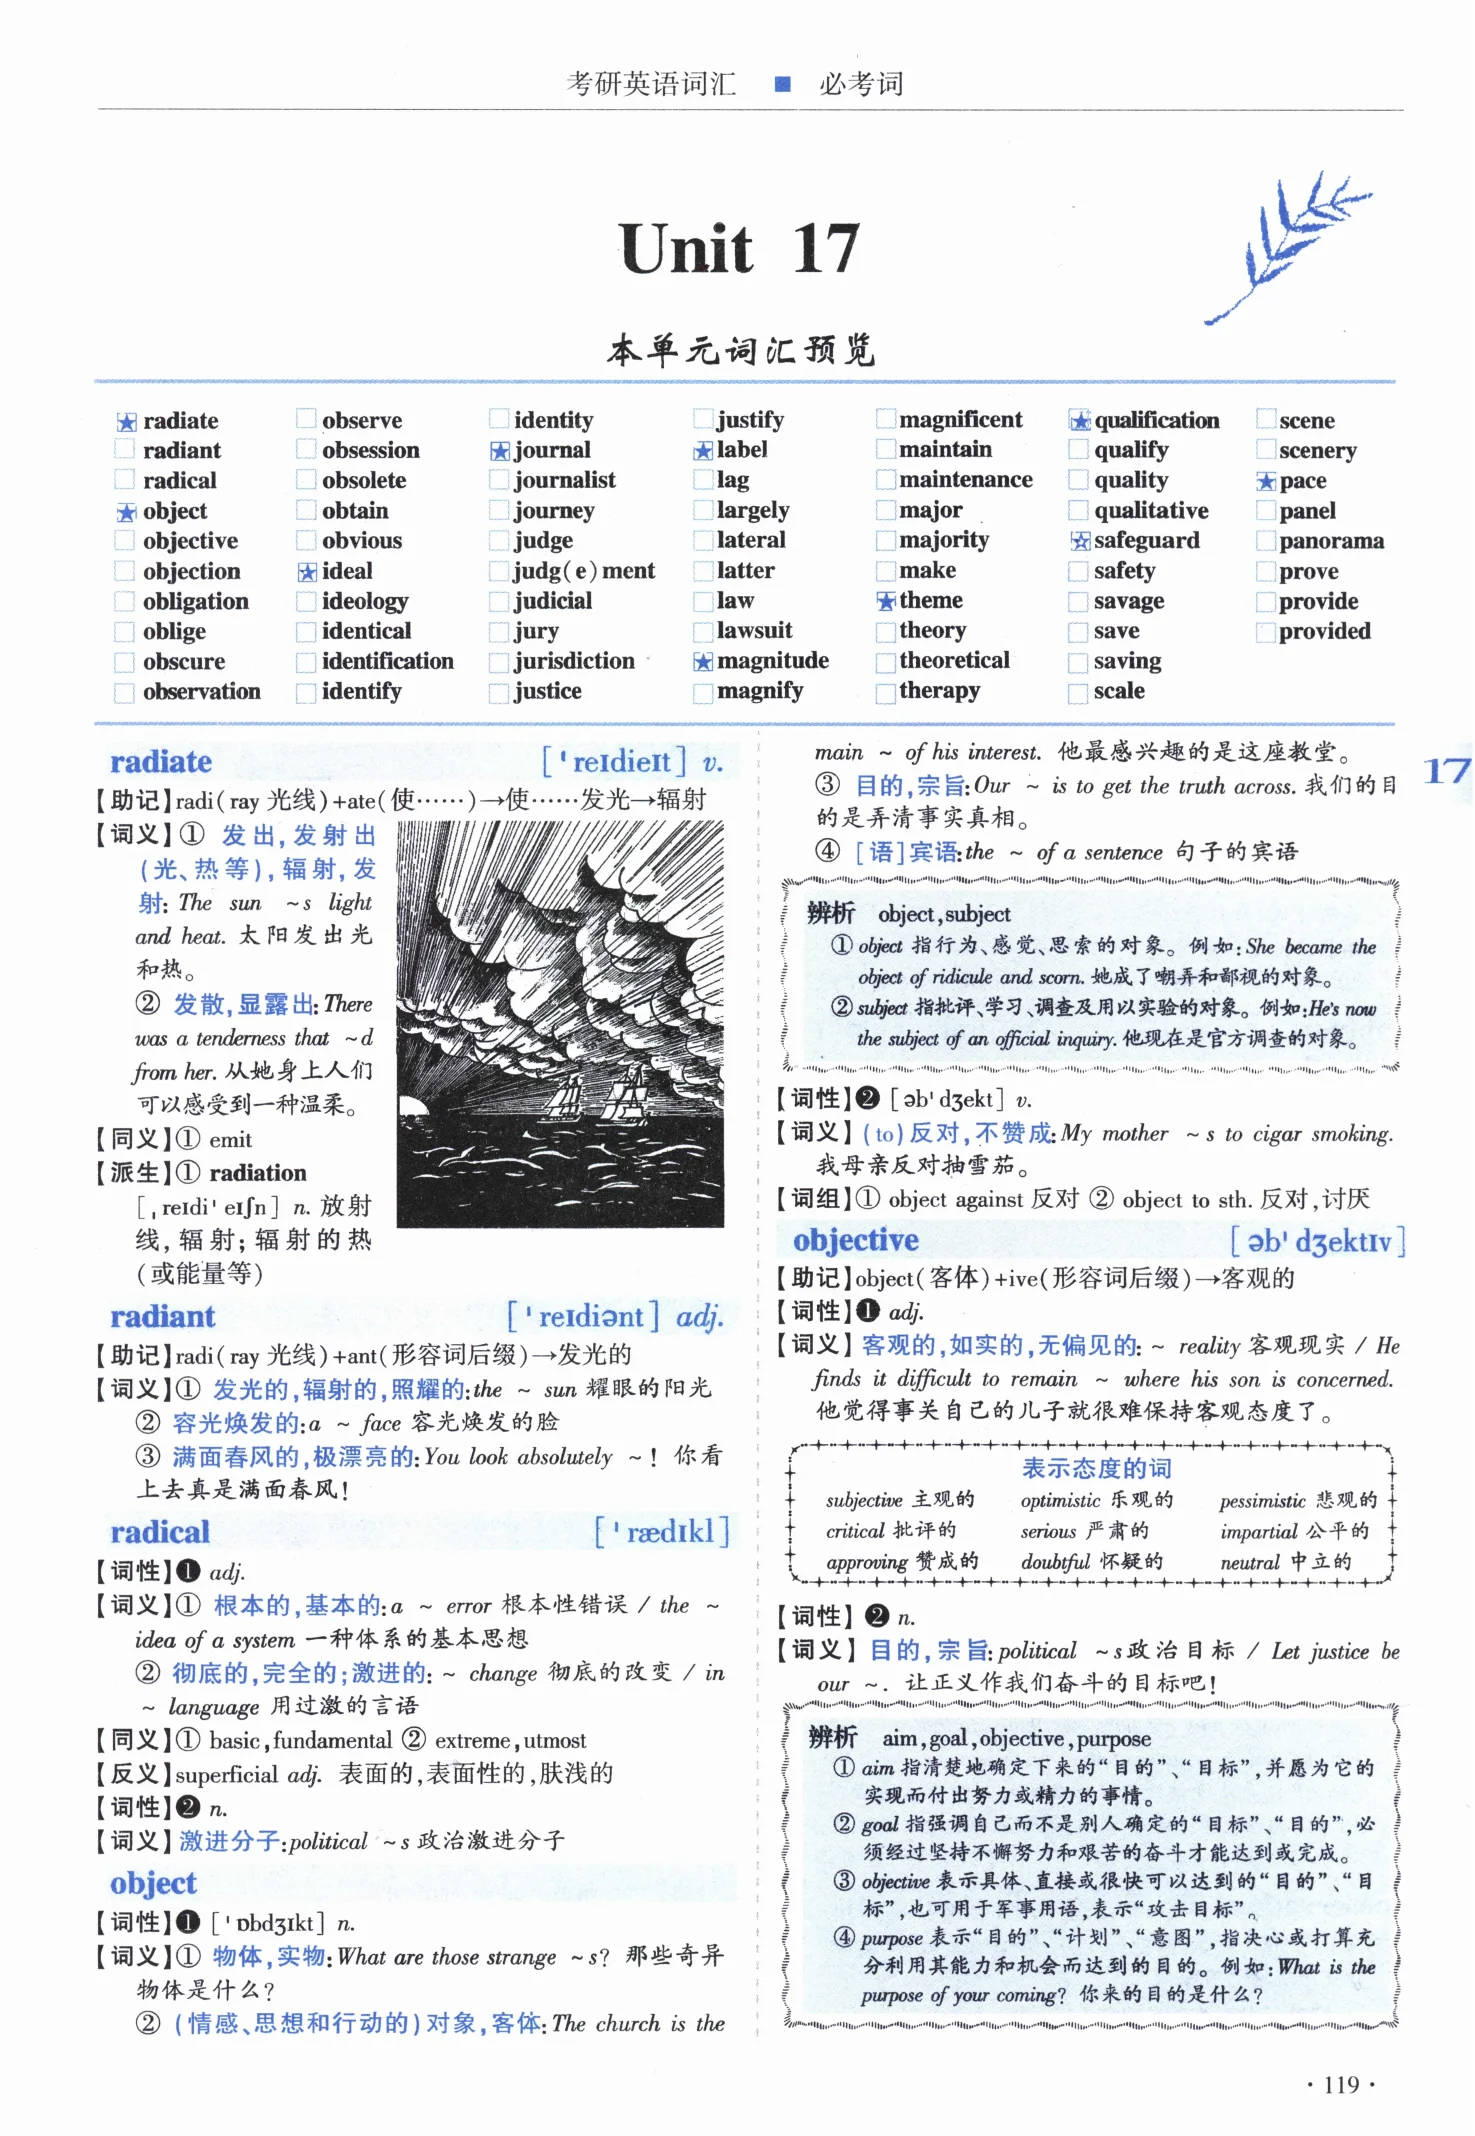 考研英语词汇 ■ 必考词
Unit 17
本单元词汇预览
★ radiate □ observe □ identity □ justify □ magnificent ★ qualification □ scene
□ radiant □ obsession ★ journal ★ label □ maintain □ qualify □ scenery
□ radical □ obsolete □ journalist □ lag □ maintenance □ quality ★ pace
★ object □ obtain □ journey □ largely □ major □ qualitative □ panel
□ objective □ obvious □ judge □ lateral □ majority ☆ safeguard □ panorama
□ objection ★ ideal □ judg(e)ment □ latter □ make □ safety □ prove
□ obligation □ ideology □ judicial □ law ★ theme □ savage □ provide
□ oblige □ identical □ jury □ lawsuit □ theory □ save □ provided
□ obscure □ identification □ jurisdiction ★ magnitude □ theoretical □ saving
□ observation □ identify □ justice □ magnify □ therapy □ scale
radiate [ˈreɪdieɪt] v.
【助记】radi(ray 光线)+ate(使……)→使……发光→辐射
【词义】① 发出,发射出
(光、热等),辐射,发
射: The sun ~s light
and heat. 太阳发出光
和热。
② 发散,显露出: There
was a tenderness that ~d
from her. 从她身上人们
可以感受到一种温柔。
【同义】① emit
【派生】① radiation
[ˌreɪdiˈeɪʃn] n. 放射
线,辐射;辐射的热
(或能量等)
radiant [ˈreɪdiənt] adj.
【助记】radi(ray 光线)+ant(形容词后缀)→发光的
【词义】① 发光的,辐射的,照耀的:the ~ sun 耀眼的阳光
② 容光焕发的:a ~ face 容光焕发的脸
③ 满面春风的,极漂亮的: You look absolutely ~! 你看
上去真是满面春风!
radical [ˈrædɪkl]
【词性】❶ adj.
【词义】① 根本的,基本的:a ~ error 根本性错误 / the ~
idea of a system 一种体系的基本思想
② 彻底的,完全的;激进的: ~ change 彻底的改变 / in
~ language 用过激的言语
【同义】① basic,fundamental ② extreme,utmost
【反义】superficial adj. 表面的,表面性的,肤浅的
【词性】❷ n.
【词义】激进分子:political ~s 政治激进分子
object
【词性】❶ [ˈɒbdʒɪkt] n.
【词义】① 物体,实物: What are those strange ~s? 那些奇异
物体是什么?
② (情感、思想和行动的)对象,客体: The church is the
main ~ of his interest. 他最感兴趣的是这座教堂。
③ 目的,宗旨:Our ~ is to get the truth across. 我们的目
的是弄清事实真相。
④ [语]宾语:the ~ of a sentence 句子的宾语
辨析 object,subject
① object 指行为、感觉、思索的对象。例如: She became the
object of ridicule and scorn. 她成了嘲弄和鄙视的对象。
② subject 指批评、学习、调查及用以实验的对象。例如:He's now
the subject of an official inquiry. 他现在是官方调查的对象。
【词性】❷ [əbˈdʒekt] v.
【词义】(to)反对,不赞成: My mother ~s to cigar smoking.
我母亲反对抽雪茄。
【词组】① object against 反对 ② object to sth. 反对,讨厌
objective [əbˈdʒektɪv]
【助记】object(客体)+ive(形容词后缀)→客观的
【词性】❶ adj.
【词义】客观的,如实的,无偏见的: ~ reality 客观现实 / He
finds it difficult to remain ~ where his son is concerned.
他觉得事关自己的儿子就很难保持客观态度了。
表示态度的词
subjective 主观的 optimistic 乐观的 pessimistic 悲观的
critical 批评的 serious 严肃的 impartial 公平的
approving 赞成的 doubtful 怀疑的 neutral 中立的
【词性】❷ n.
【词义】目的,宗旨: political ~s 政治目标 / Let justice be
our ~. 让正义作我们奋斗的目标吧!
辨析 aim,goal,objective,purpose
① aim 指清楚地确定下来的“目的”、“目标”,并愿为它的
实现而付出努力或精力的事情。
② goal 指强调自己而不是别人确定的“目标”、“目的”,必
须经过坚持不懈努力和艰苦的奋斗才能达到或完成。
③ objective 表示具体、直接或很快可以达到的“目的”、“目
标”,也可用于军事用语,表示“攻击目标”。
④ purpose 表示“目的”、“计划”、“意图”,指决心或打算充
分利用其能力和机会而达到的目的。例如: What is the
purpose of your coming? 你来的目的是什么?
17
·119·